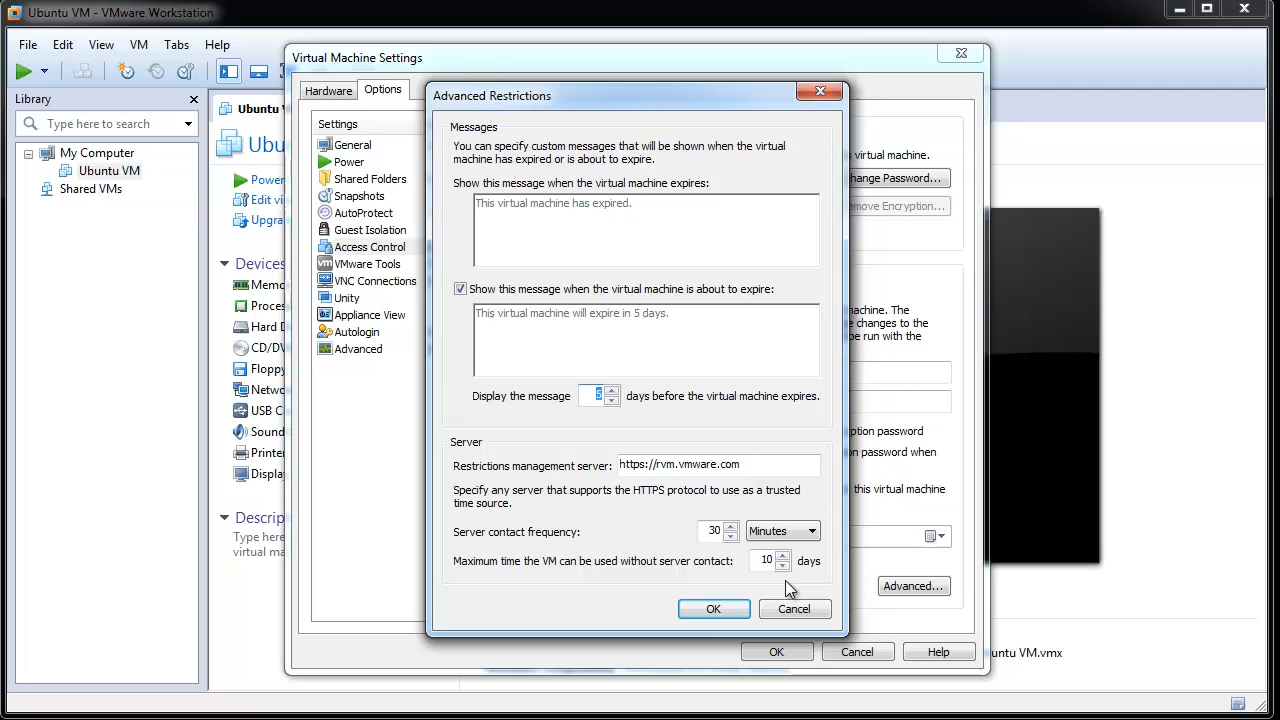 Ubuntu VM - VMware Workstation
File Edit View VM Tabs Help
Library
Type here to search
My Computer
Ubuntu VM
Shared VMs
Ubuntu V
Ubu
Power
Edit vi
Upgra
Devices
Memo
Proces
Hard D
CD/DV
Floppy
Netwo
USB C
Sound
Printe
Displa
Descrip
Type here
virtual ma
Virtual Machine Settings
Hardware Options
Settings
General
Power
Shared Folders
Snapshots
AutoProtect
Guest Isolation
Access Control
VMware Tools
VNC Connections
Unity
Appliance View
Autologin
Advanced
s virtual machine.
hange Password...
move Encryption...
machine. The
e changes to the
be run with the
ption password
password when
this virtual machine
Advanced...
OK Cancel Help
untu VM.vmx
Advanced Restrictions
Messages
You can specify custom messages that will be shown when the virtual
machine has expired or is about to expire.
Show this message when the virtual machine expires:
This virtual machine has expired.
Show this message when the virtual machine is about to expire:
This virtual machine will expire in 5 days.
Display the message 5 days before the virtual machine expires.
Server
Restrictions management server: https://rvm.vmware.com
Specify any server that supports the HTTPS protocol to use as a trusted
time source.
Server contact frequency: 30 Minutes
Maximum time the VM can be used without server contact: 10 days
OK Cancel